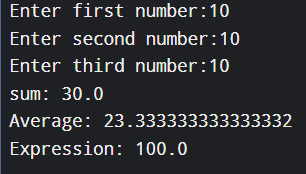 Enter first number:10
Enter second number:10
Enter third number:10
sum: 30.0
Average: 23.333333333333332
Expression: 100.0